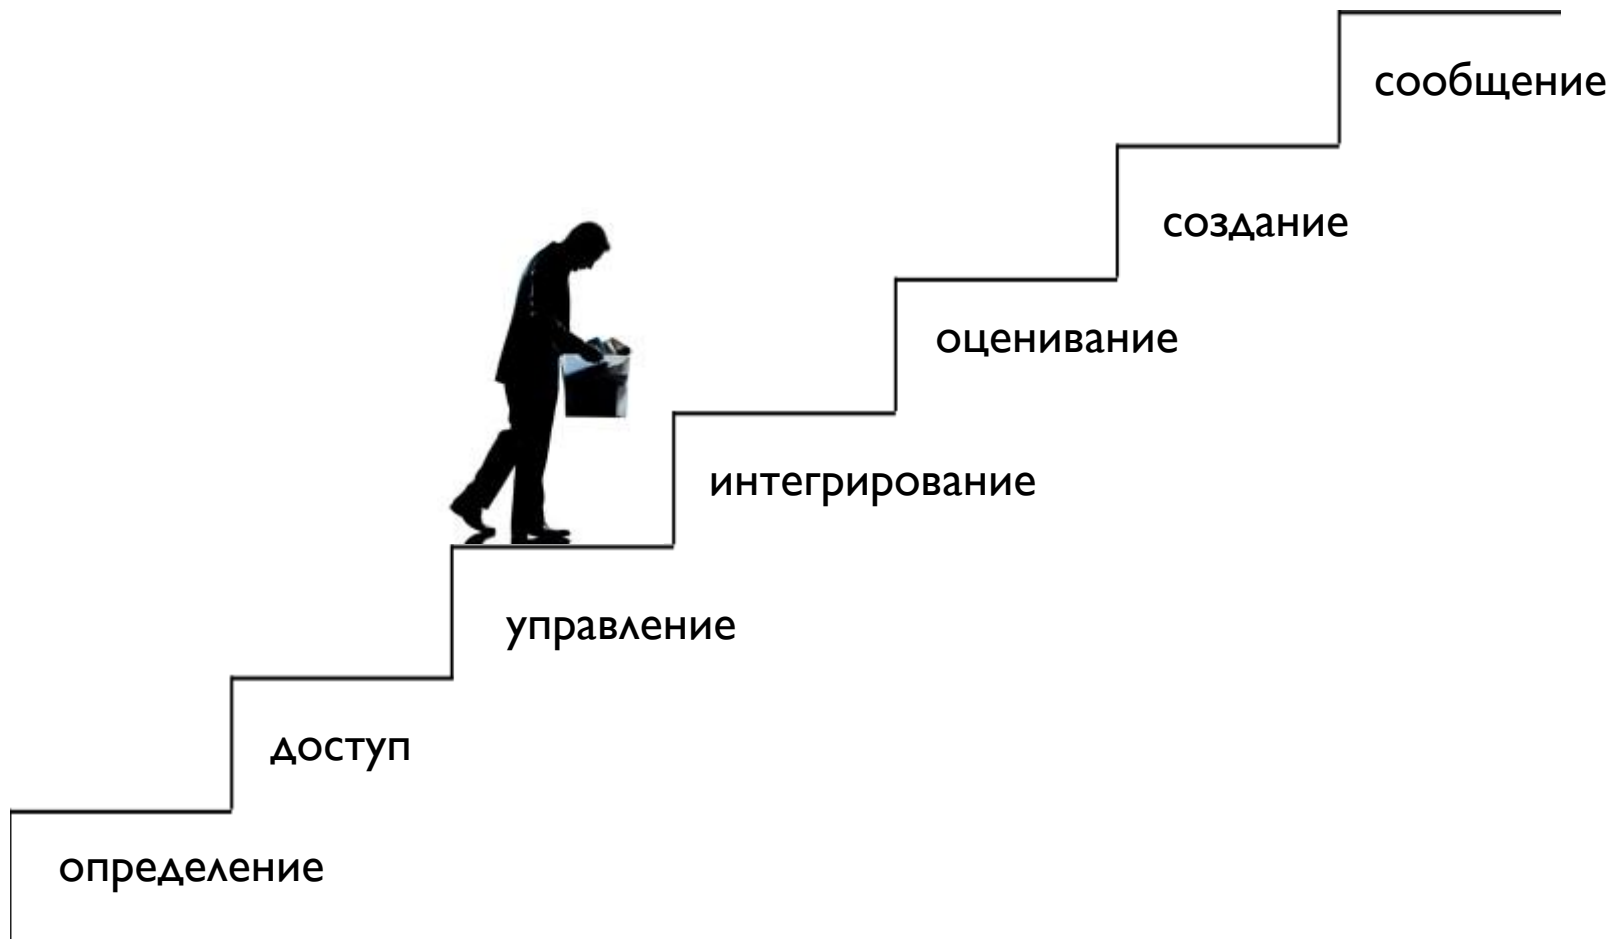 сообщение
создание
оценивание
интегрирование
управление
доступ
определение